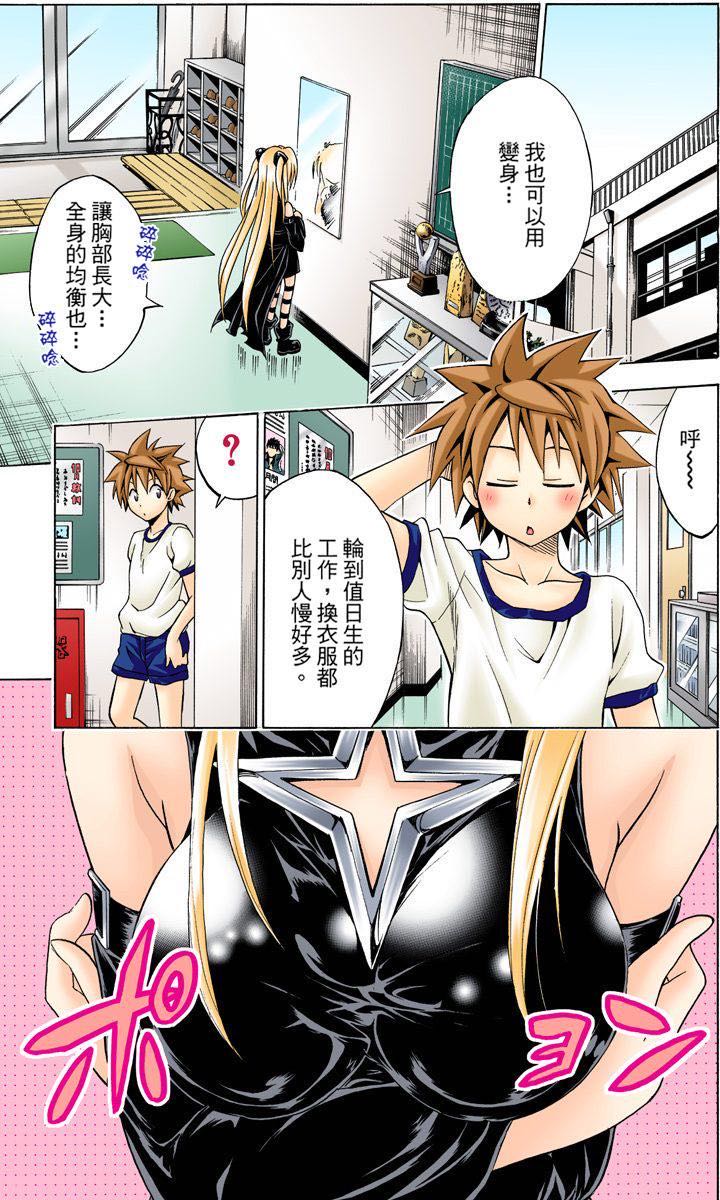 我也可以用
變身…
讓胸部長大…
全身的均衡也…
碎碎唸
碎碎唸
呼～
輪到值日生的
工作，換衣服都
比別人慢好多。
？
ポヨン